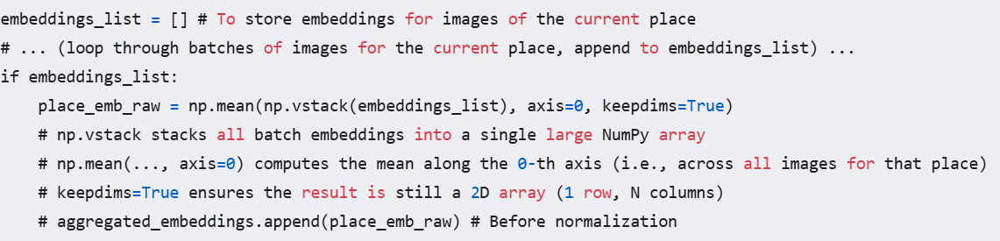 embeddings_list = [] # To store embeddings for images of the current place
# ... (loop through batches of images for the current place, append to embeddings_list) ...
if embeddings_list:
    place_emb_raw = np.mean(np.vstack(embeddings_list), axis=0, keepdims=True)
    # np.vstack stacks all batch embeddings into a single large NumPy array
    # np.mean(..., axis=0) computes the mean along the 0-th axis (i.e., across all images for that place)
    # keepdims=True ensures the result is still a 2D array (1 row, N columns)
    # aggregated_embeddings.append(place_emb_raw) # Before normalization